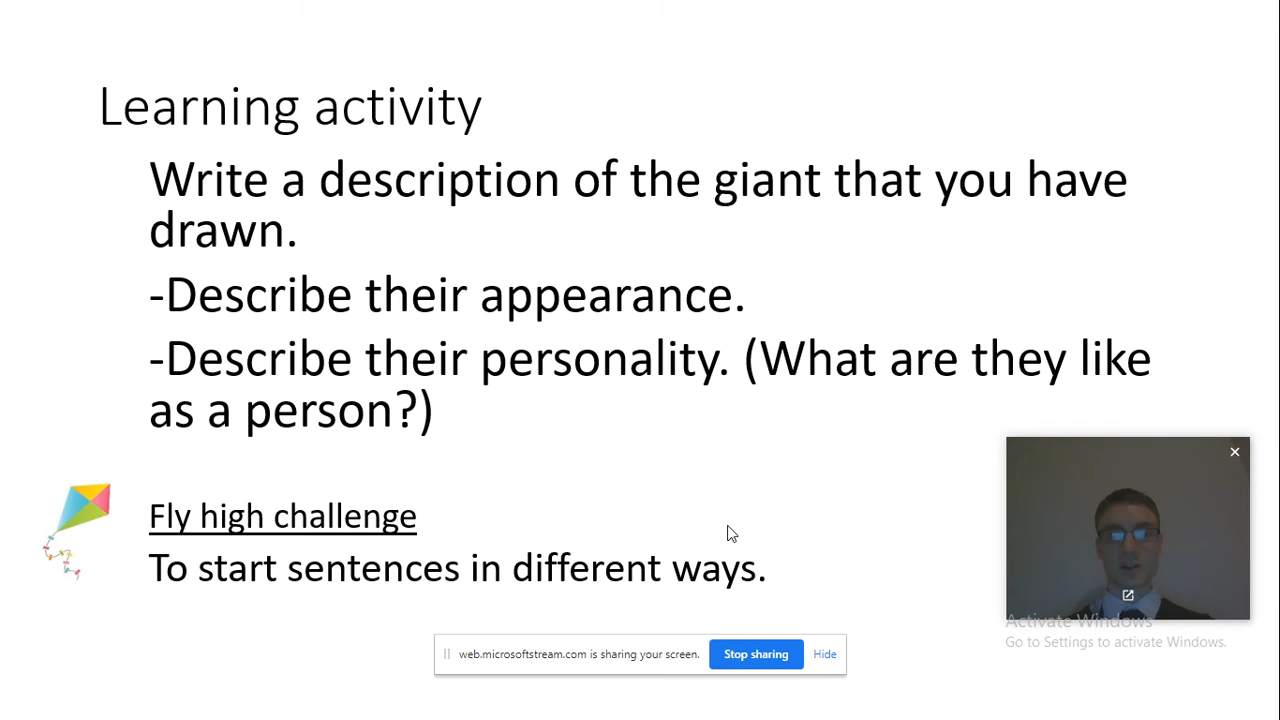 Learning activity
Write a description of the giant that you have
drawn.
-Describe their appearance.
-Describe their personality. (What are they like
as a person?)
Fly high challenge
To start sentences in different ways.
Activate Windows
Go to Settings to activate Windows.
web.microsoftstream.com is sharing your screen.
Stop sharing
Hide